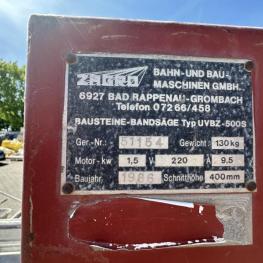 ZAGRO BAHN- UND BAU-
MASCHINEN GMBH.
6927 BAD RAPPENAU-GROMBACH
Telefon 07266/458
BAUSTEINE-BANDSÄGE Typ UVBZ-500S
Ger.-Nr.: 51154 Gewicht: 130kg
Motor-kw 1,5 V 220 A 9.5
Baujahr 1986 Schnitthöhe 400mm